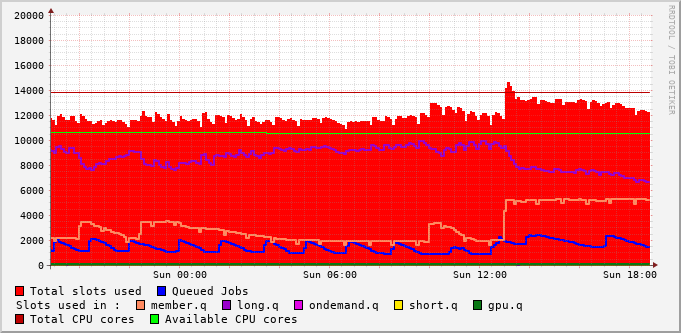 20000
18000
16000
14000
12000
10000
8000
6000
4000
2000
0
Sun 00:00 Sun 06:00 Sun 12:00 Sun 18:00
RRDTOOL / TOBI OETIKER
Total slots used Queued Jobs
Slots used in : member.q long.q ondemand.q short.q gpu.q
Total CPU cores Available CPU cores